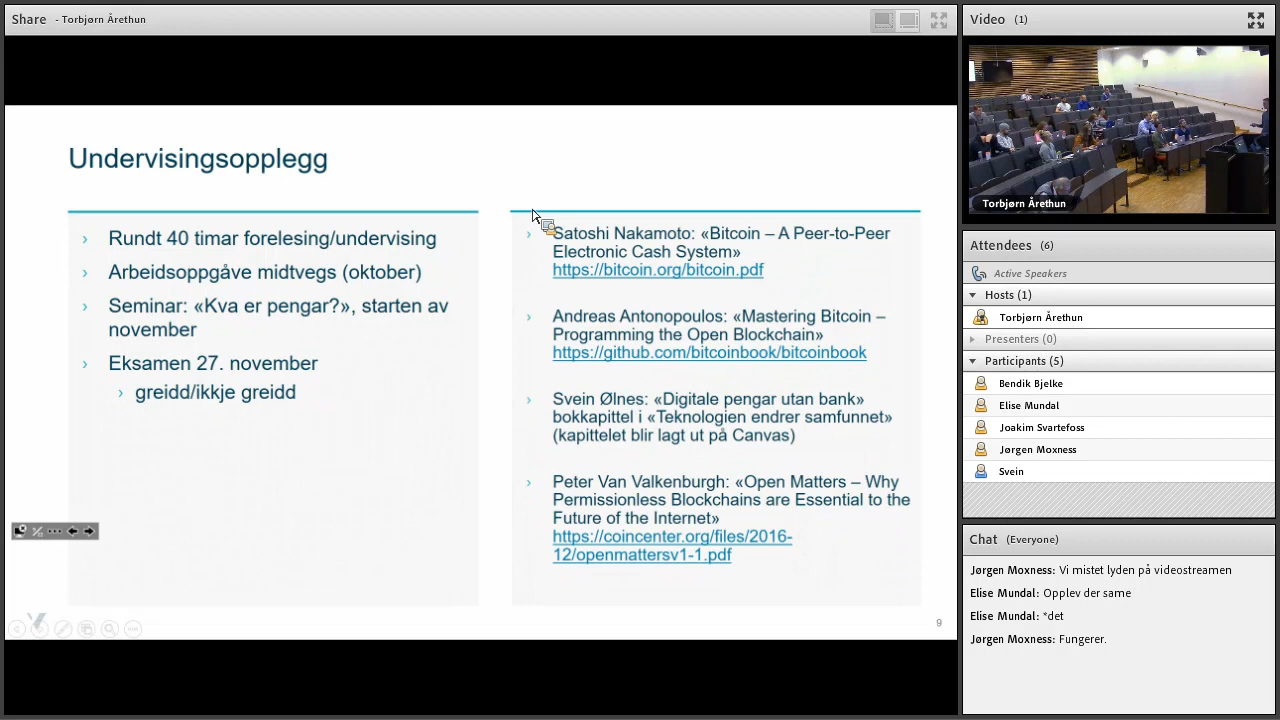 Share - Torbjørn Årethun
Undervisingsopplegg
› Rundt 40 timar forelesing/undervising
› Arbeidsoppgåve midtvegs (oktober)
› Seminar: «Kva er pengar?», starten av
november
› Eksamen 27. november
› greidd/ikkje greidd
› Satoshi Nakamoto: «Bitcoin – A Peer-to-Peer
Electronic Cash System»
https://bitcoin.org/bitcoin.pdf
› Andreas Antonopoulos: «Mastering Bitcoin –
Programming the Open Blockchain»
https://github.com/bitcoinbook/bitcoinbook
› Svein Ølnes: «Digitale pengar utan bank»
bokkapittel i «Teknologien endrer samfunnet»
(kapittelet blir lagt ut på Canvas)
› Peter Van Valkenburgh: «Open Matters – Why
Permissionless Blockchains are Essential to the
Future of the Internet»
https://coincenter.org/files/2016-
12/openmattersv1-1.pdf
9
Video (1)
Torbjørn Årethun
Attendees (6)
Active Speakers
Hosts (1)
Torbjørn Årethun
Presenters (0)
Participants (5)
Bendik Bjelke
Elise Mundal
Joakim Svartefoss
Jørgen Moxness
Svein
Chat (Everyone)
Jørgen Moxness: Vi mistet lyden på videostreamen
Elise Mundal: Opplev der same
Elise Mundal: *det
Jørgen Moxness: Fungerer.